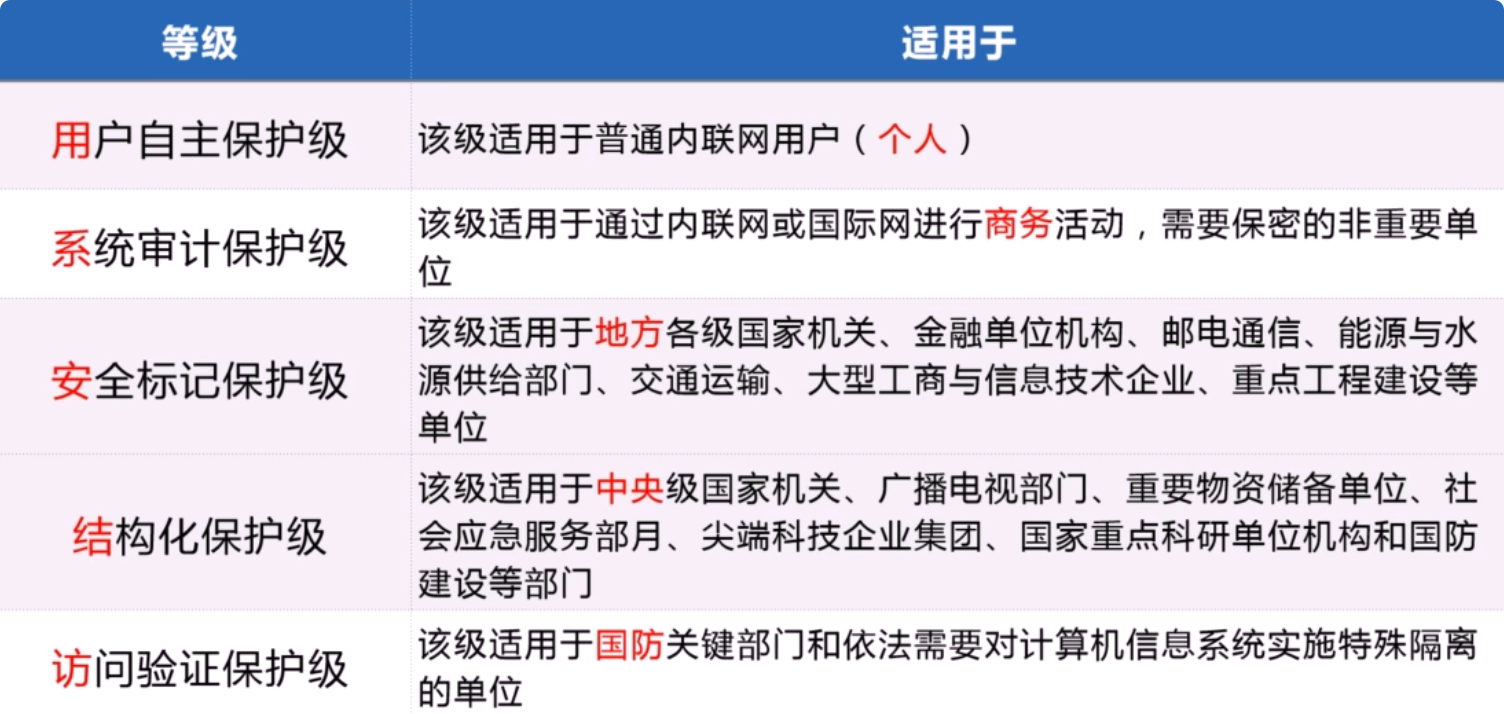 等级
适用于
用户自主保护级
该级适用于普通内联网用户（个人）
系统审计保护级
该级适用于通过内联网或国际网进行商务活动，需要保密的非重要单
位
安全标记保护级
该级适用于地方各级国家机关、金融单位机构、邮电通信、能源与水
源供给部门、交通运输、大型工商与信息技术企业、重点工程建设等
单位
结构化保护级
该级适用于中央级国家机关、广播电视部门、重要物资储备单位、社
会应急服务部月、尖端科技企业集团、国家重点科研单位机构和国防
建设等部门
访问验证保护级
该级适用于国防关键部门和依法需要对计算机信息系统实施特殊隔离
的单位